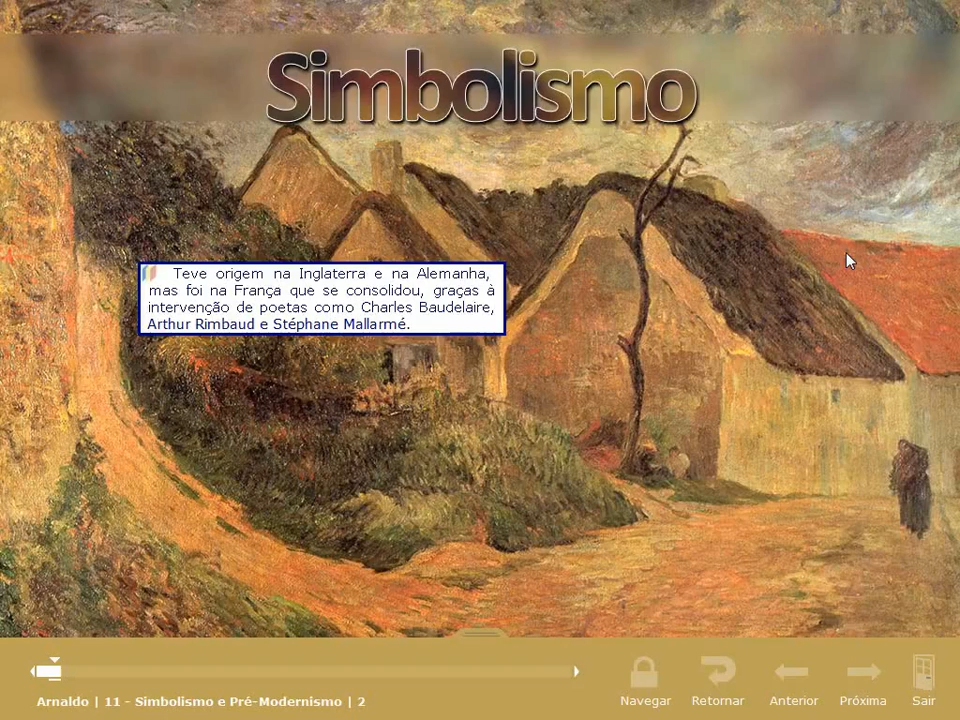 Simbolismo
Teve origem na Inglaterra e na Alemanha,
mas foi na França que se consolidou, graças à
intervenção de poetas como Charles Baudelaire,
Arthur Rimbaud e Stéphane Mallarmé.
Arnaldo | 11 - Simbolismo e Pré-Modernismo | 2
Navegar Retornar Anterior Próxima Sair